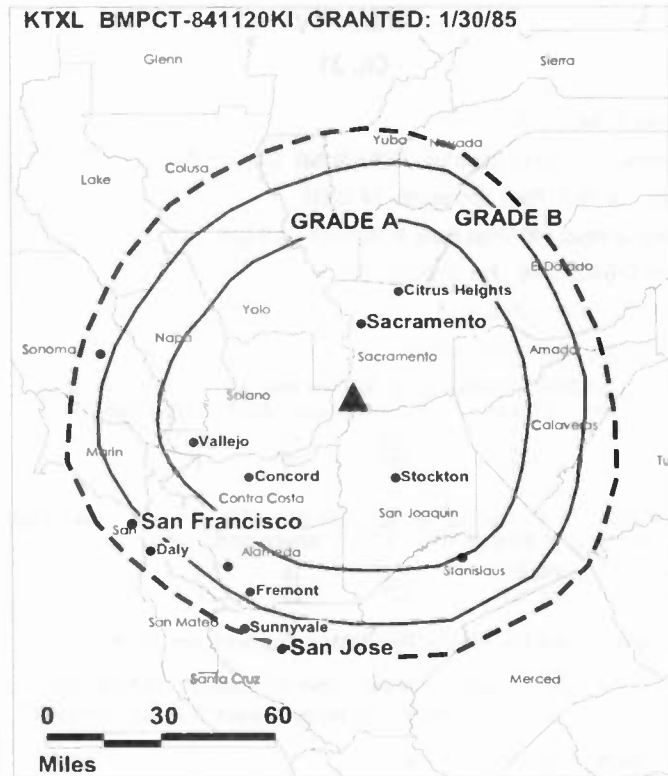 KTXL BMPCT-841120KI GRANTED: 1/30/85
Glenn
Sierra
Yuba
Nevada
Colusa
Lake
GRADE A
GRADE B
El Dorado
Citrus Heights
Yolo
Sacramento
Napa
Sonoma
Sacramento
Amador
Solano
Calaveras
Marin
Vallejo
Tu
Concord
Stockton
Contra Costa
San Joaquin
San Francisco
San
Daly
Alameda
Stanislaus
Fremont
San Mateo
Sunnyvale
San Jose
Santa Cruz
Merced
0 30 60
Miles